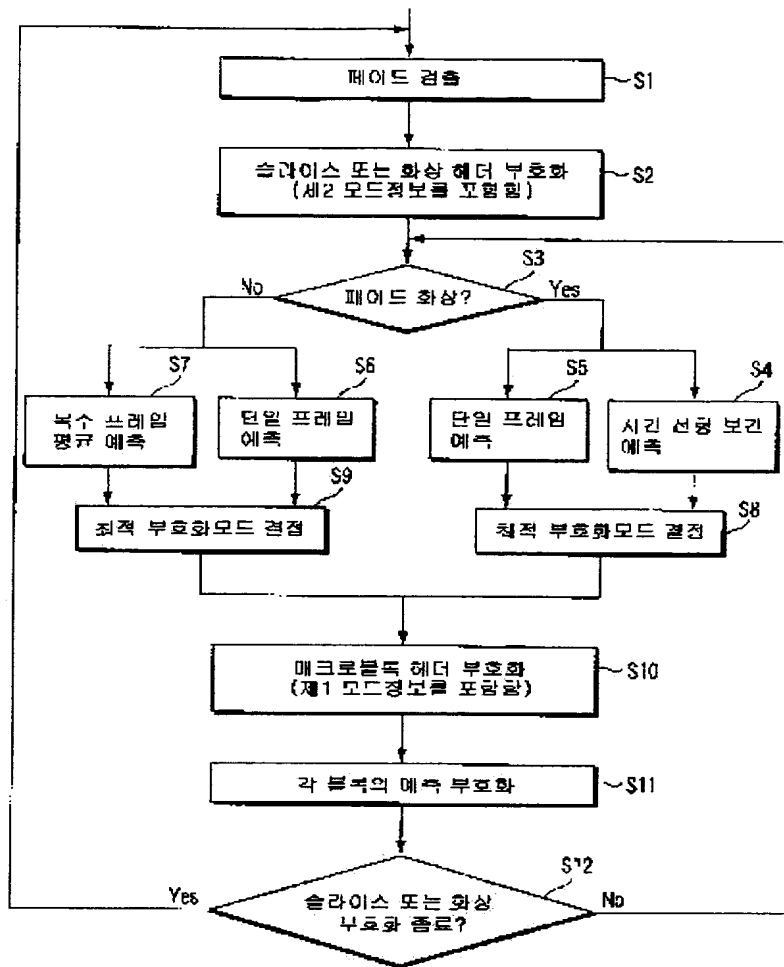 페이드 검출
S1
슬라이스 또는 화상 헤더 부호화
(제2 모드정보를 포함함)
S2
S3
No
페이드 화상?
Yes
S7
S6
S5
S4
복수 프레임
평균 예측
단일 프레임
예측
단일 프레임
예측
시간 선형 보간
예측
S9
최적 부호화모드 결정
S8
최적 부호화모드 결정
매크로블록 헤더 부호화
(제1 모드정보를 포함함)
S10
각 블록의 예측 부호화
S11
S12
Yes
슬라이스 또는 화상
부호화 종료?
No